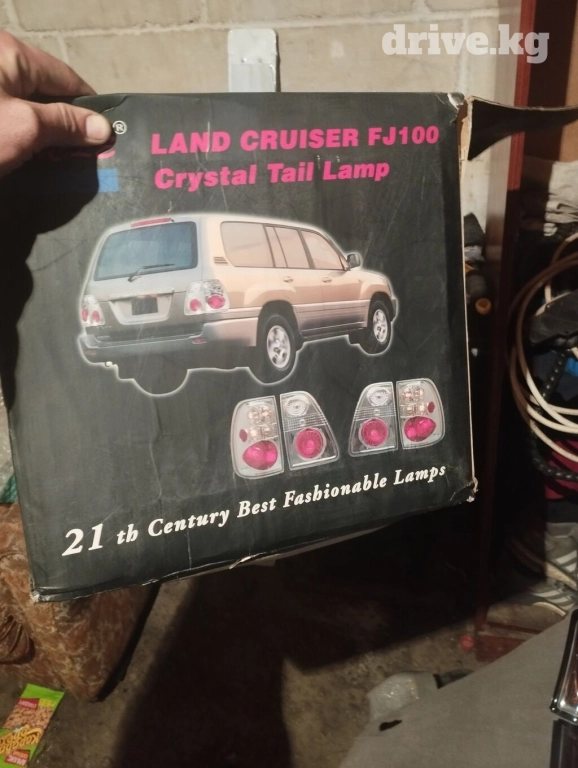 drive.kg
®
LAND CRUISER FJ100
Crystal Tail Lamp
21 th Century Best Fashionable Lamps